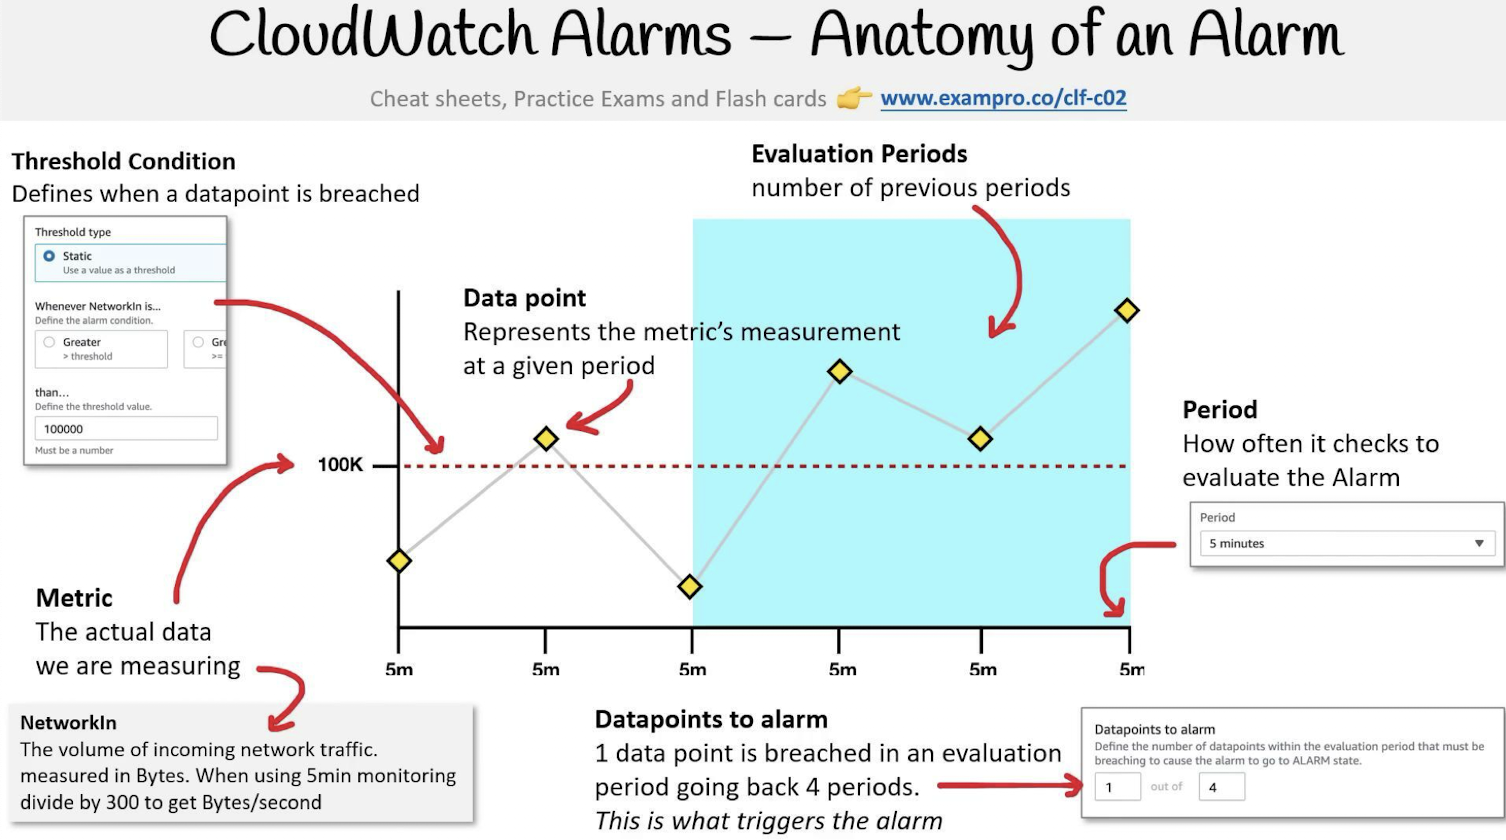 CloudWatch Alarms – Anatomy of an Alarm
Cheat sheets, Practice Exams and Flash cards 👉 www.exampro.co/clf-c02
Threshold Condition
Defines when a datapoint is breached
Threshold type
Static
Use a value as a threshold
Whenever NetworkIn is...
Define the alarm condition.
Greater
> threshold
Gre
>=
than...
Define the threshold value.
100000
Must be a number
Evaluation Periods
number of previous periods
Data point
Represents the metric's measurement
at a given period
100K
Period
How often it checks to
evaluate the Alarm
Period
5 minutes
Metric
The actual data
we are measuring
5m 5m 5m 5m 5m 5m
NetworkIn
The volume of incoming network traffic.
measured in Bytes. When using 5min monitoring
divide by 300 to get Bytes/second
Datapoints to alarm
1 data point is breached in an evaluation
period going back 4 periods.
This is what triggers the alarm
Datapoints to alarm
Define the number of datapoints within the evaluation period that must be
breaching to cause the alarm to go to ALARM state.
1 out of 4